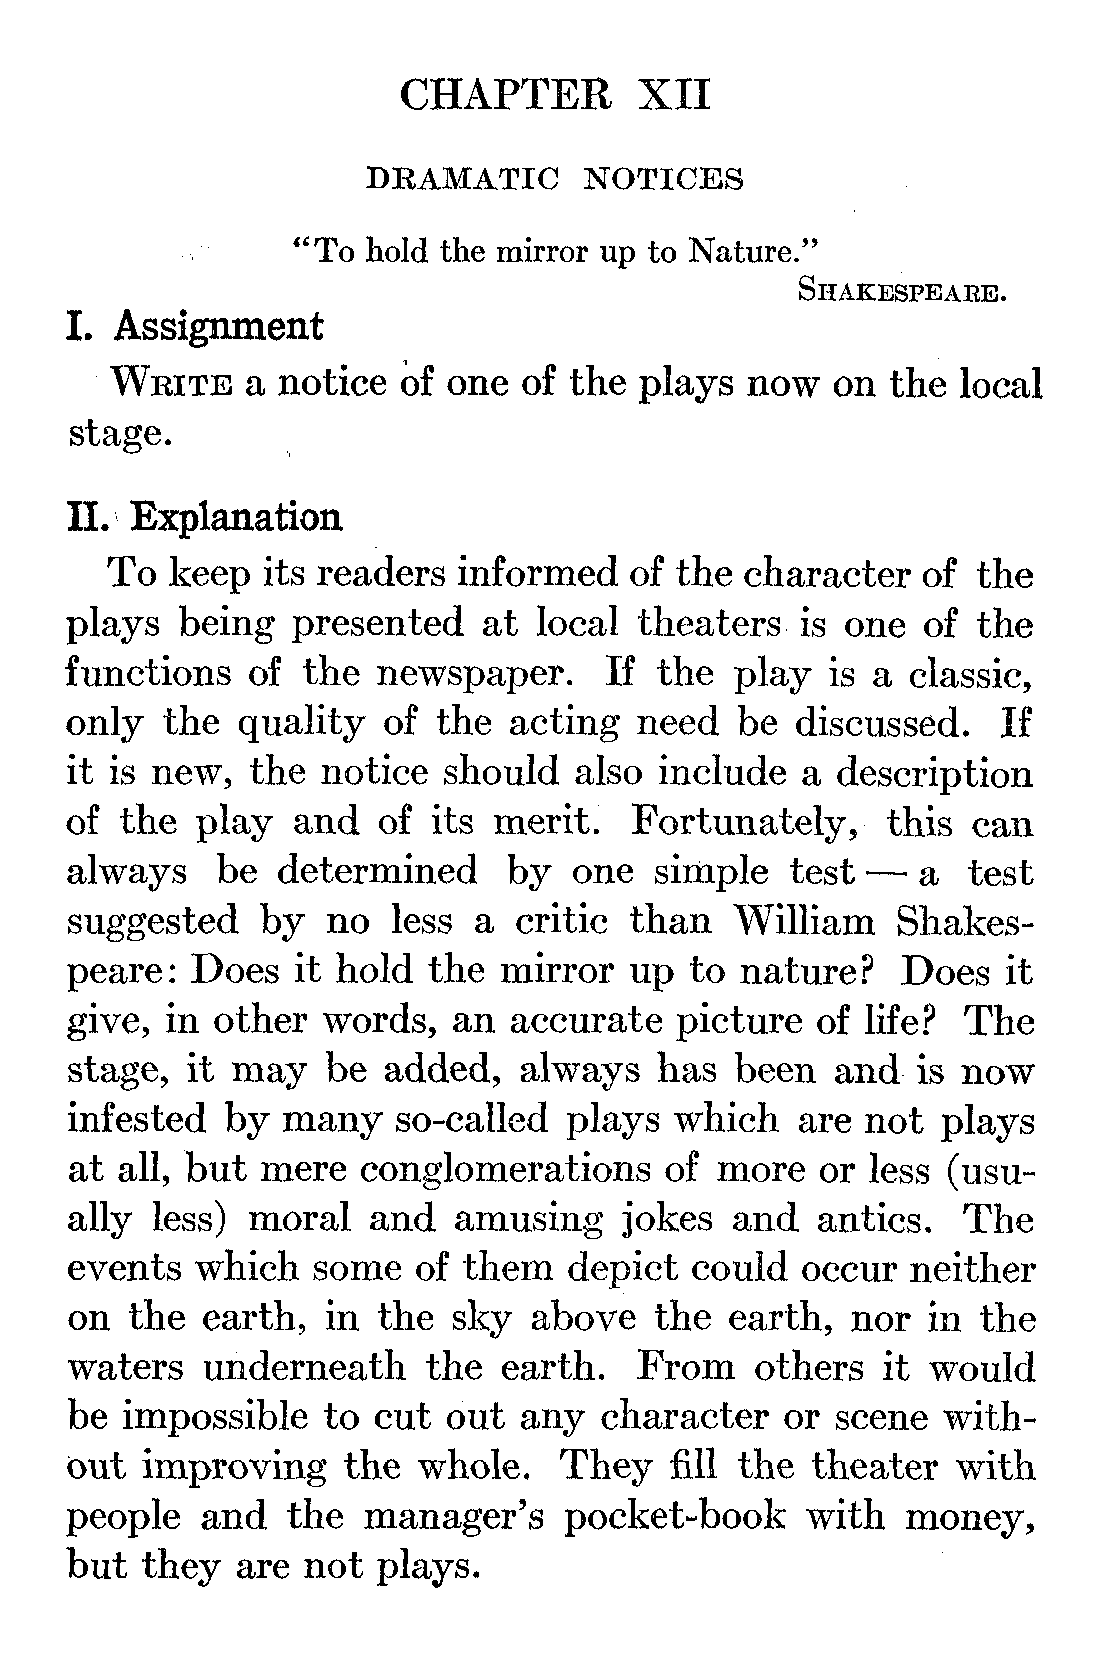 CHAPTER XII
DRAMATIC NOTICES
“To hold the mirror up to Nature.”
SHAKESPEARE.
I. Assignment
WRITE a notice of one of the plays now on the local
stage.
II. Explanation
To keep its readers informed of the character of the
plays being presented at local theaters is one of the
functions of the newspaper. If the play is a classic,
only the quality of the acting need be discussed. If
it is new, the notice should also include a description
of the play and of its merit. Fortunately, this can
always be determined by one simple test — a test
suggested by no less a critic than William Shakes-
peare: Does it hold the mirror up to nature? Does it
give, in other words, an accurate picture of life? The
stage, it may be added, always has been and is now
infested by many so-called plays which are not plays
at all, but mere conglomerations of more or less (usu-
ally less) moral and amusing jokes and antics. The
events which some of them depict could occur neither
on the earth, in the sky above the earth, nor in the
waters underneath the earth. From others it would
be impossible to cut out any character or scene with-
out improving the whole. They fill the theater with
people and the manager’s pocket-book with money,
but they are not plays.